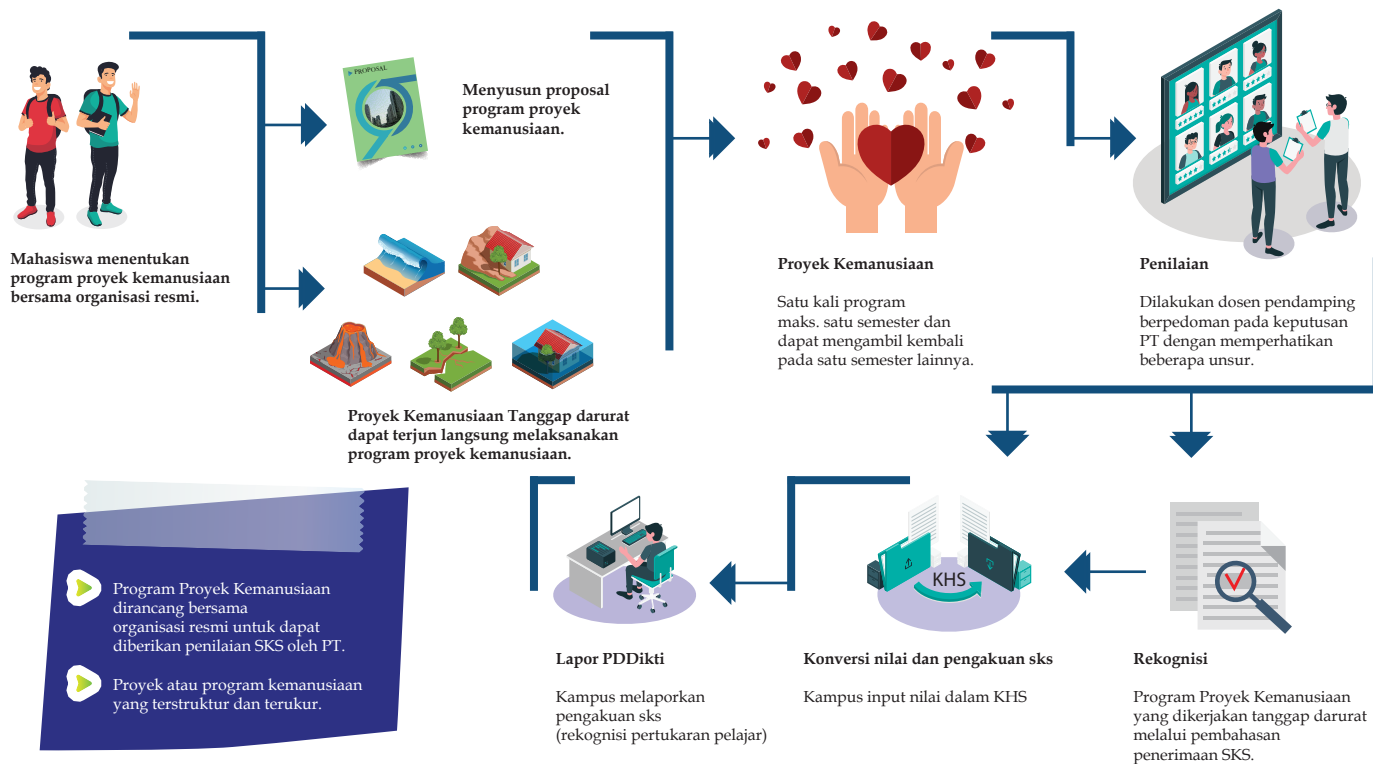 Mahasiswa menentukan
program proyek kemanusiaan
bersama organisasi resmi.
PROPOSAL
Menyusun proposal
program proyek
kemanusiaan.
Proyek Kemanusiaan Tanggap darurat
dapat terjun langsung melaksanakan
program proyek kemanusiaan.
Proyek Kemanusiaan
Satu kali program
maks. satu semester dan
dapat mengambil kembali
pada satu semester lainnya.
Penilaian
Dilakukan dosen pendamping
berpedoman pada keputusan
PT dengan memperhatikan
beberapa unsur.
Rekognisi
Program Proyek Kemanusiaan
yang dikerjakan tanggap darurat
melalui pembahasan
penerimaan SKS.
KHS
Konversi nilai dan pengakuan sks
Kampus input nilai dalam KHS
Lapor PDDikti
Kampus melaporkan
pengakuan sks
(rekognisi pertukaran pelajar)
Program Proyek Kemanusiaan
dirancang bersama
organisasi resmi untuk dapat
diberikan penilaian SKS oleh PT.
Proyek atau program kemanusiaan
yang terstruktur dan terukur.